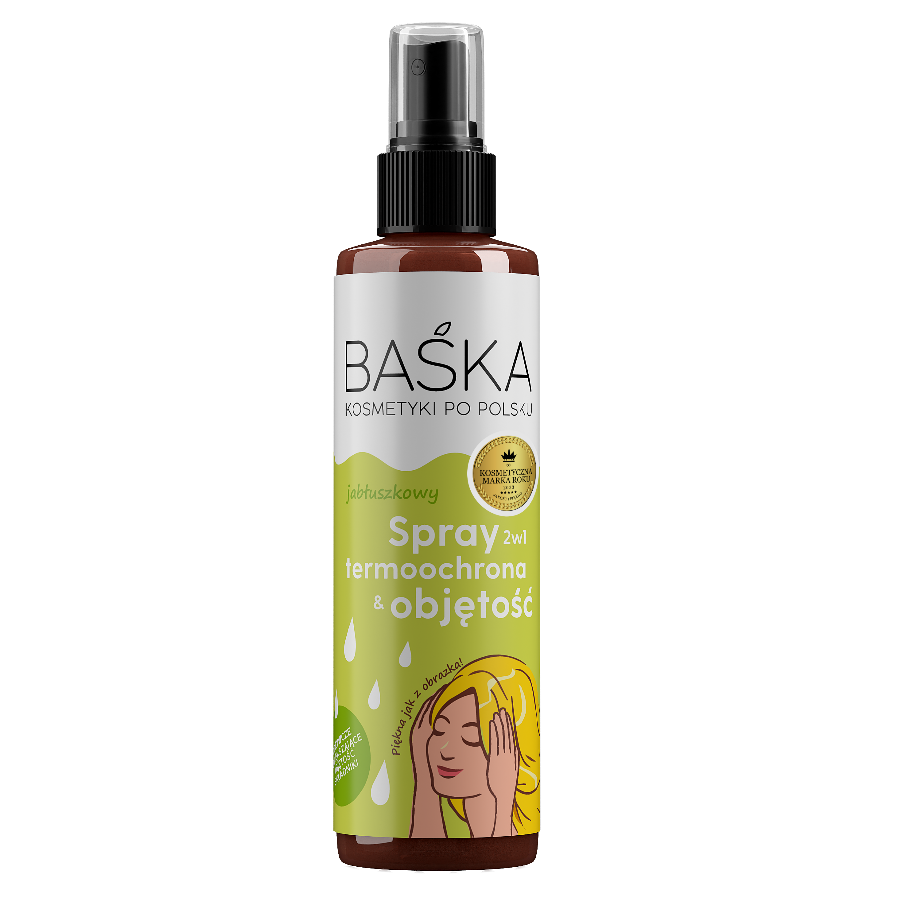 BAŚKA
KOSMETYKI PO POLSKU
KOSMETYCZNA
MARKA ROKU
jabłuszkowy
Spray 2w1
termoochrona
& objętość
Piękna jak z obrazka!